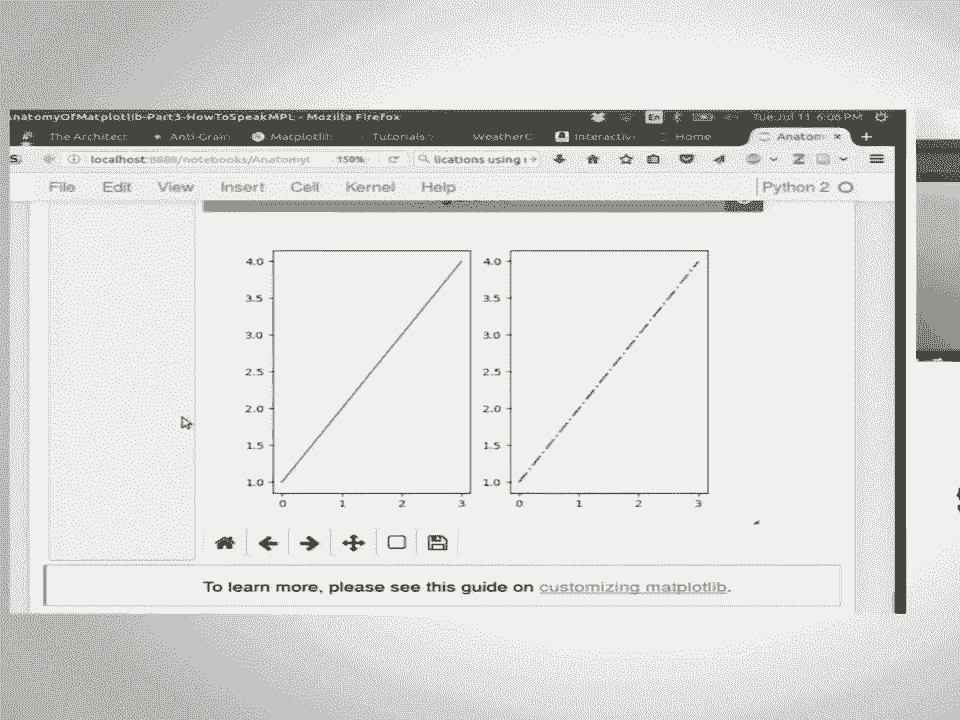 AnatomyOfMatplotlib-Part3-HowToSpeakMPL - Mozilla Firefox
En
Tue Jul 11 6:06 PM
The Architect
Anti-Grain
Matplotlib:
Tutorials
WeatherC
Interactiv
Home
Anatom
localhost:8888/notebooks/Anatomy
150%
lications using
File Edit View Insert Cell Kernel Help
Python 2
4.0 4.0
3.5 3.5
3.0 3.0
2.5 2.5
2.0 2.0
1.5 1.5
1.0 1.0
0 1 2 3 0 1 2 3
To learn more, please see this guide on customizing matplotlib.